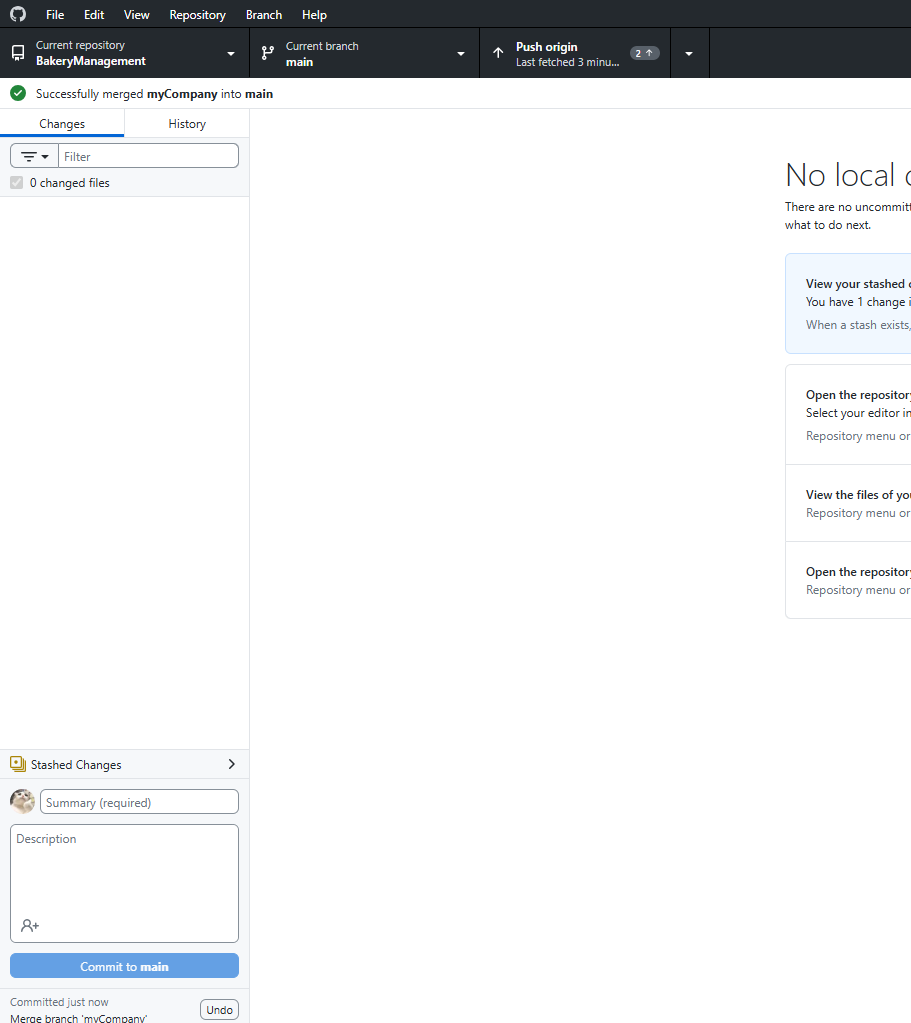 File Edit View Repository Branch Help
Current repository
BakeryManagement
Current branch
main
Push origin
Last fetched 3 minu...
2
Successfully merged myCompany into main
Changes
History
Filter
0 changed files
No local
There are no uncommitt
what to do next.
View your stashed
You have 1 change
When a stash exists,
Open the repository
Select your editor in
Repository menu or
View the files of you
Repository menu or
Open the repository
Repository menu or
Stashed Changes
Summary (required)
Description
Commit to main
Committed just now
Merge branch 'myCompany'
Undo